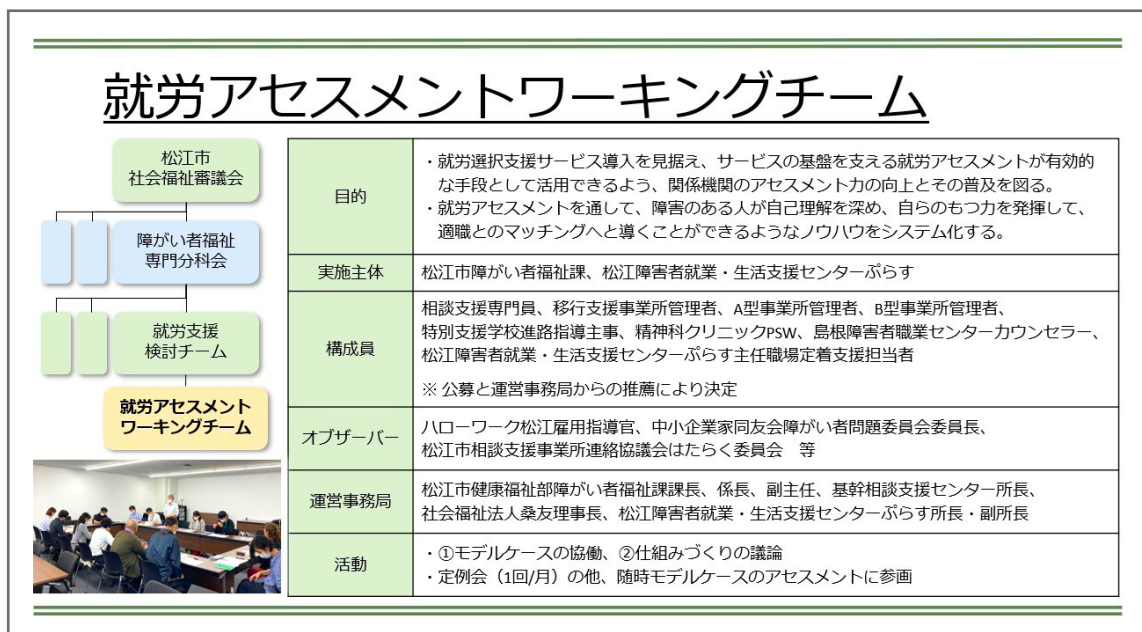 就労アセスメントワーキングチーム
松江市
社会福祉審議会
障がい者福祉
専門分科会
就労支援
検討チーム
就労アセスメント
ワーキングチーム
目的
・就労選択支援サービス導入を見据え、サービスの基盤を支える就労アセスメントが有効的
な手段として活用できるよう、関係機関のアセスメント力の向上とその普及を図る。
・就労アセスメントを通して、障害のある人が自己理解を深め、自らのもつ力を発揮して、
適職とのマッチングへと導くことができるようなノウハウをシステム化する。
実施主体
松江市障がい者福祉課、松江障害者就業・生活支援センターぷらす
構成員
相談支援専門員、移行支援事業所管理者、A型事業所管理者、B型事業所管理者、
特別支援学校進路指導主事、精神科クリニックPSW、島根障害者職業センターカウンセラー、
松江障害者就業・生活支援センターぷらす主任職場定着支援担当者
※ 公募と運営事務局からの推薦により決定
オブザーバー
ハローワーク松江雇用指導官、中小企業家同友会障がい者問題委員会委員長、
松江市相談支援事業所連絡協議会はたらく委員会　等
運営事務局
松江市健康福祉部障がい者福祉課課長、係長、副主任、基幹相談支援センター所長、
社会福祉法人桑友理事長、松江障害者就業・生活支援センターぷらす所長・副所長
活動
・①モデルケースの協働、②仕組みづくりの議論
・定例会（1回/月）の他、随時モデルケースのアセスメントに参画